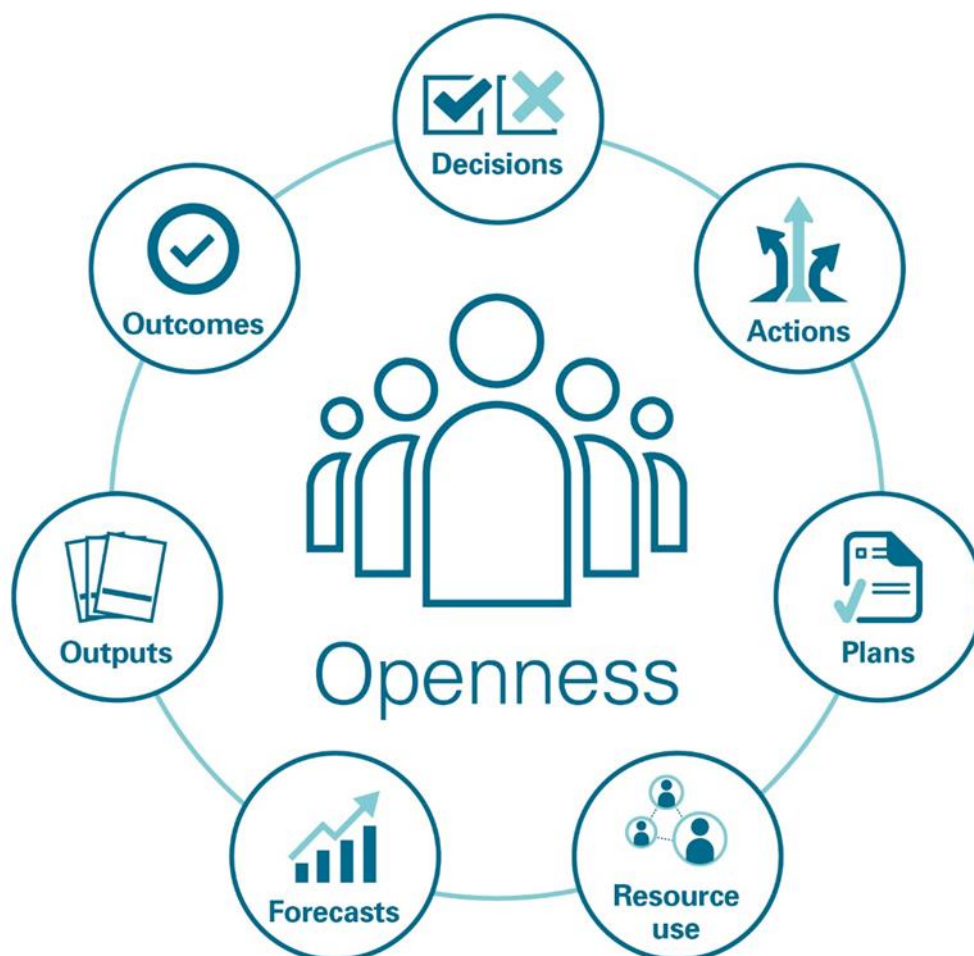 Decisions
Actions
Plans
Resource
use
Forecasts
Outputs
Outcomes
Openness